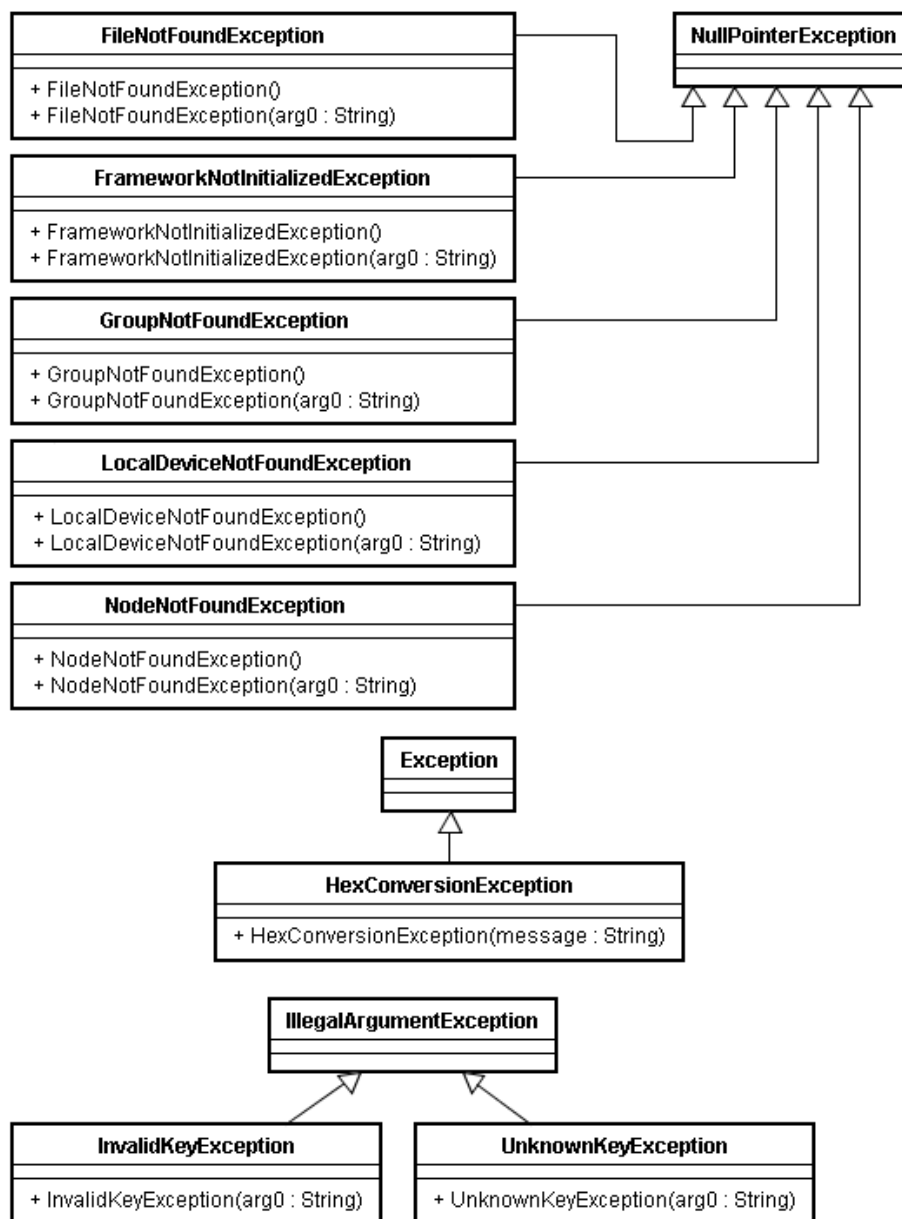 FileNotFoundException
+ FileNotFoundException()
+ FileNotFoundException(arg0 : String)
NullPointerException
FrameworkNotInitializedException
+ FrameworkNotInitializedException()
+ FrameworkNotInitializedException(arg0 : String)
GroupNotFoundException
+ GroupNotFoundException()
+ GroupNotFoundException(arg0 : String)
LocalDeviceNotFoundException
+ LocalDeviceNotFoundException()
+ LocalDeviceNotFoundException(arg0 : String)
NodeNotFoundException
+ NodeNotFoundException()
+ NodeNotFoundException(arg0 : String)
Exception
HexConversionException
+ HexConversionException(message : String)
IllegalArgumentException
InvalidKeyException
+ InvalidKeyException(arg0 : String)
UnknownKeyException
+ UnknownKeyException(arg0 : String)